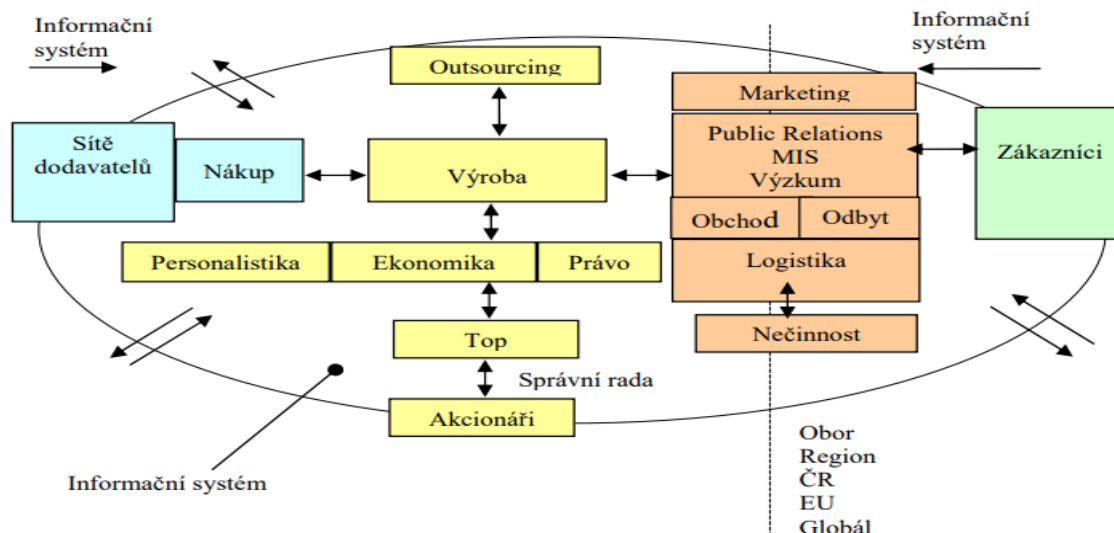 Informační
systém
Informační
systém
Outsourcing
Marketing
Sítě
dodavatelů
Nákup
Výroba
Public Relations
MIS
Výzkum
Zákazníci
Obchod
Odbyt
Personalistika
Ekonomika
Právo
Logistika
Top
Nečinnost
Správní rada
Akcionáři
Informační systém
Obor
Region
ČR
EU
Globál